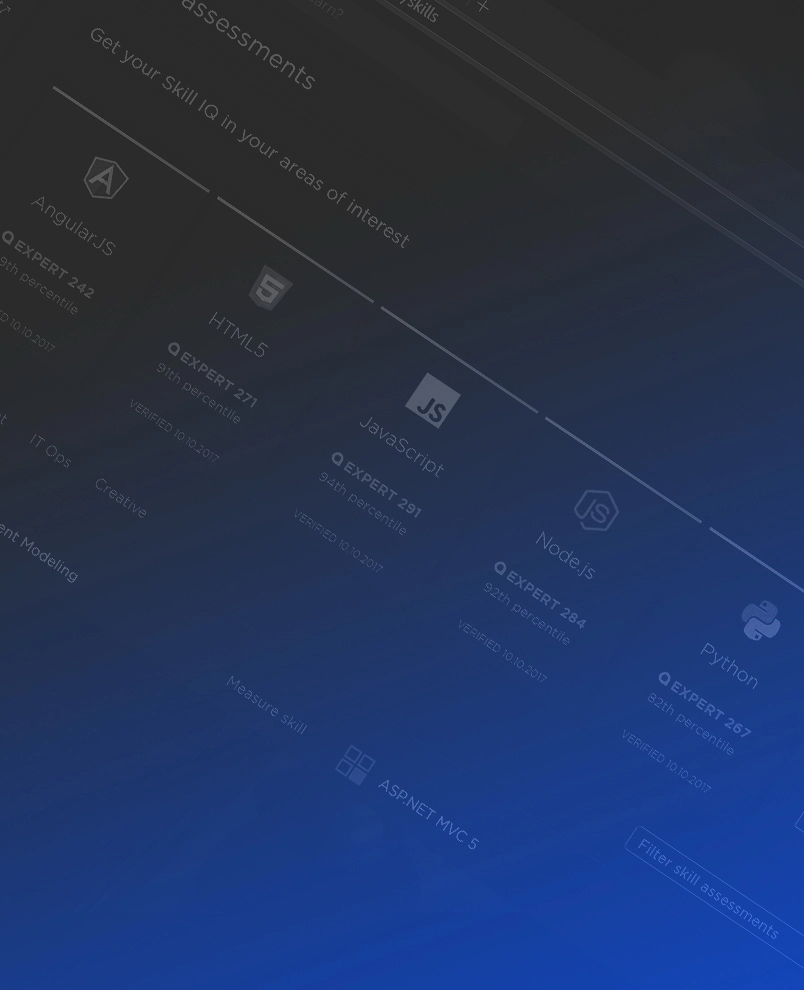 yskills
assessments
Get your Skill IQ in your areas of interest
AngularJS
EXPERT 242
9th percentile
10.10.2017
HTML5
EXPERT 271
91th percentile
VERIFIED 10.10.2017
JavaScript
EXPERT 291
94th percentile
VERIFIED 10.10.2017
Node.js
EXPERT 284
92th percentile
VERIFIED 10.10.2017
Python
EXPERT 267
82th percentile
VERIFIED 10.10.2017
IT Ops
Creative
ent Modeling
Measure skill
ASP.NET MVC 5
Filter skill assessments